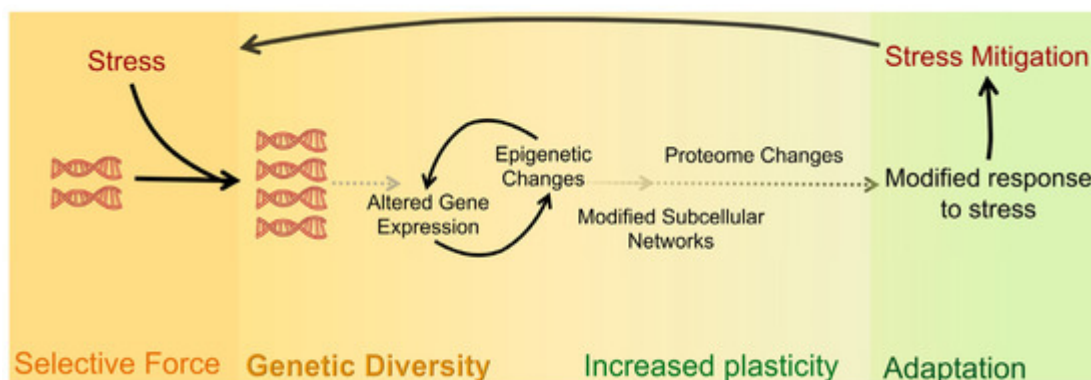 Stress
Stress Mitigation
Epigenetic
Changes
Proteome Changes
Altered Gene
Expression
Modified Subcellular
Networks
Modified response
to stress
Selective Force
Genetic Diversity
Increased plasticity
Adaptation